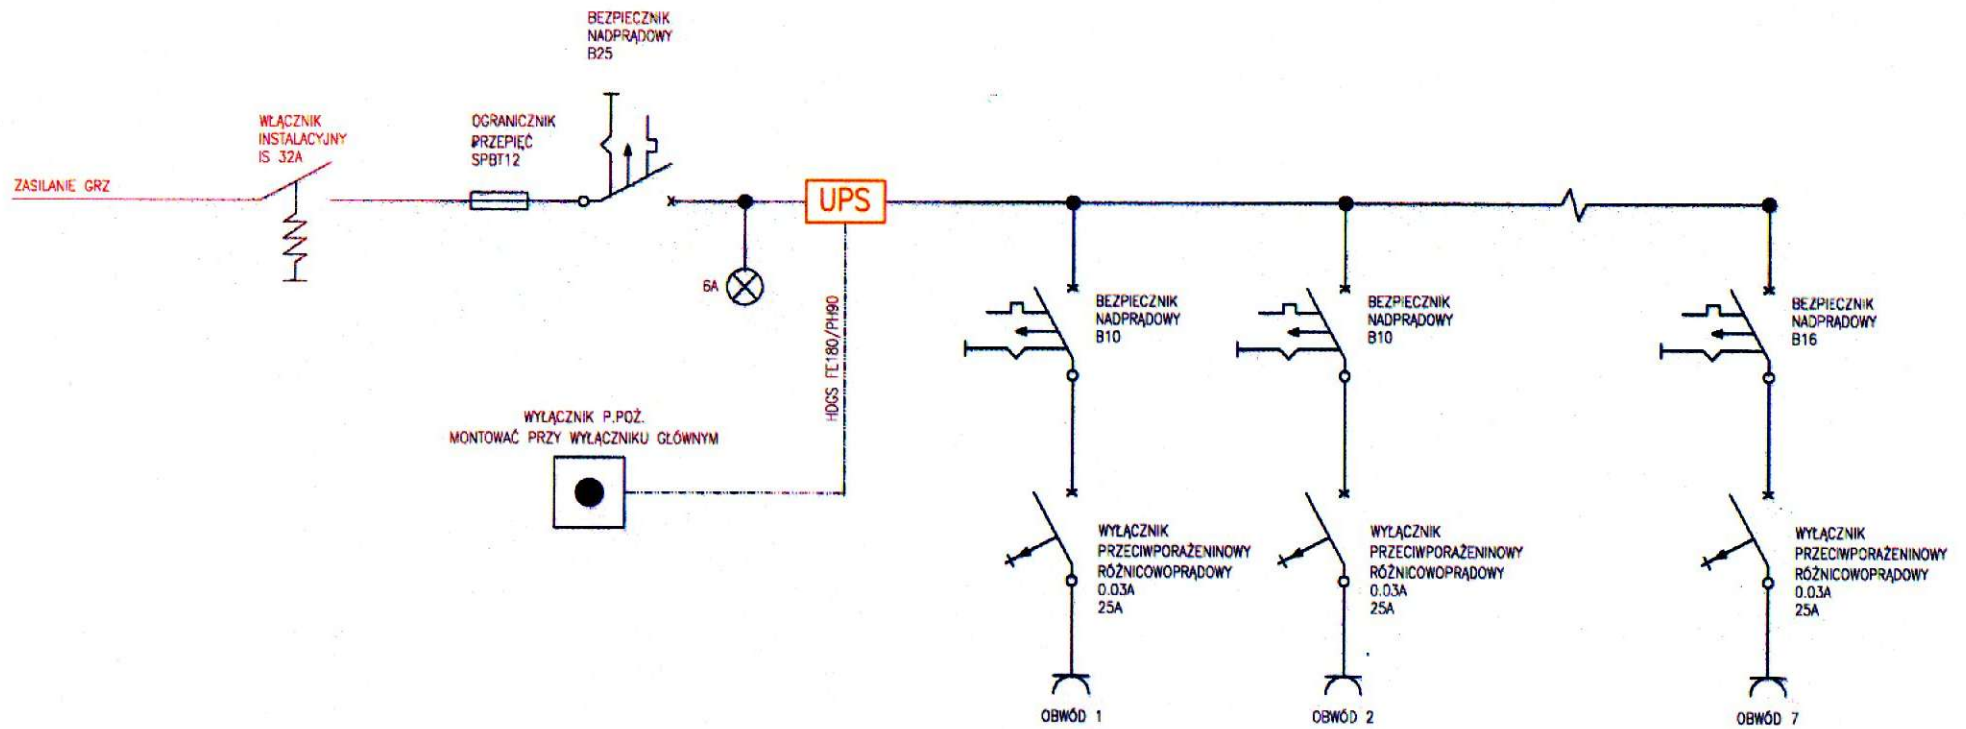 BEZPIECZNIK
NADPRĄDOWY
B25
WŁĄCZNIK
INSTALACYJNY
IS 32A
OGRANICZNIK
PRZEPIĘĆ
SPBT12
ZASILANIE GRZ
UPS
6A
HDGS FE180/PH90
WYŁĄCZNIK P.POŻ.
MONTOWAĆ PRZY WYŁĄCZNIKU GŁÓWNYM
BEZPIECZNIK
NADPRĄDOWY
B10
BEZPIECZNIK
NADPRĄDOWY
B10
BEZPIECZNIK
NADPRĄDOWY
B16
WYŁĄCZNIK
PRZECIWPORAŻENINOWY
RÓŻNICOWOPRĄDOWY
0.03A
25A
WYŁĄCZNIK
PRZECIWPORAŻENINOWY
RÓŻNICOWOPRĄDOWY
0.03A
25A
WYŁĄCZNIK
PRZECIWPORAŻENINOWY
RÓŻNICOWOPRĄDOWY
0.03A
25A
OBWÓD 1
OBWÓD 2
OBWÓD 7